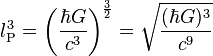 l_P^3 = \left( \frac{\hbar G}{c^3} \right)^{\frac{3}{2}} = \sqrt{\frac{(\hbar G)^3}{c^9}}